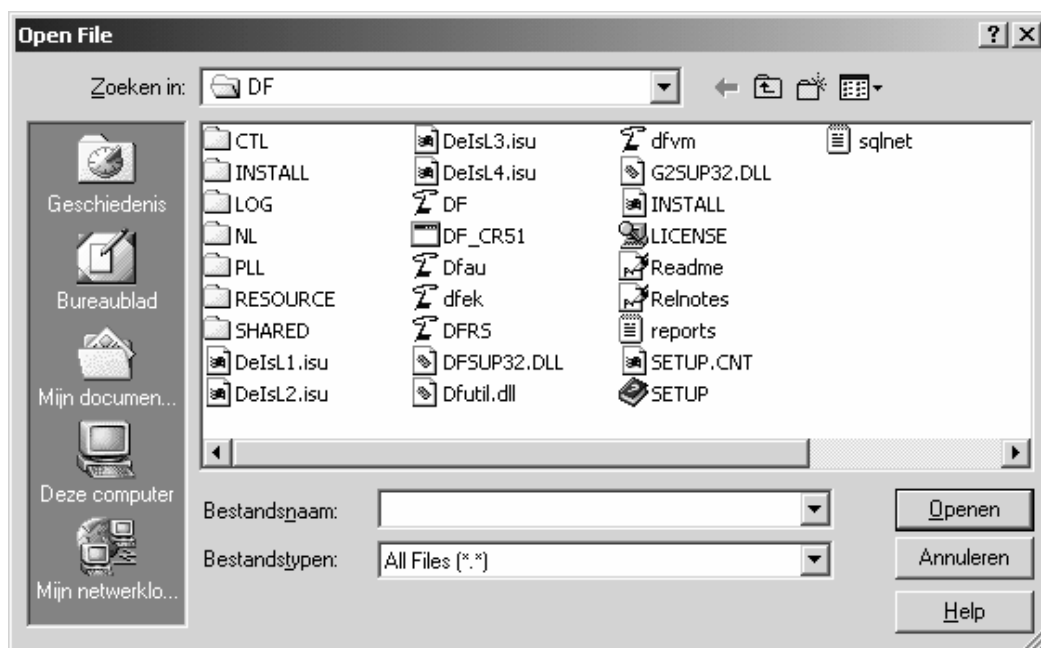 Open File
Zoeken in:
DF
Geschiedenis
Bureaublad
Mijn documen...
Deze computer
Mijn netwerklo...
CTL
INSTALL
LOG
NL
PLL
RESOURCE
SHARED
DeIsL1.isu
DeIsL2.isu
DeIsL3.isu
DeIsL4.isu
DF
DF_CR51
Dfau
dfek
DFRS
DFSUP32.DLL
Dfutil.dll
dfvm
G2SUP32.DLL
INSTALL
LICENSE
Readme
Relnotes
reports
SETUP.CNT
SETUP
sqlnet
Bestandsnaam:
Openen
Bestandstypen:
All Files (*.*)
Annuleren
Help